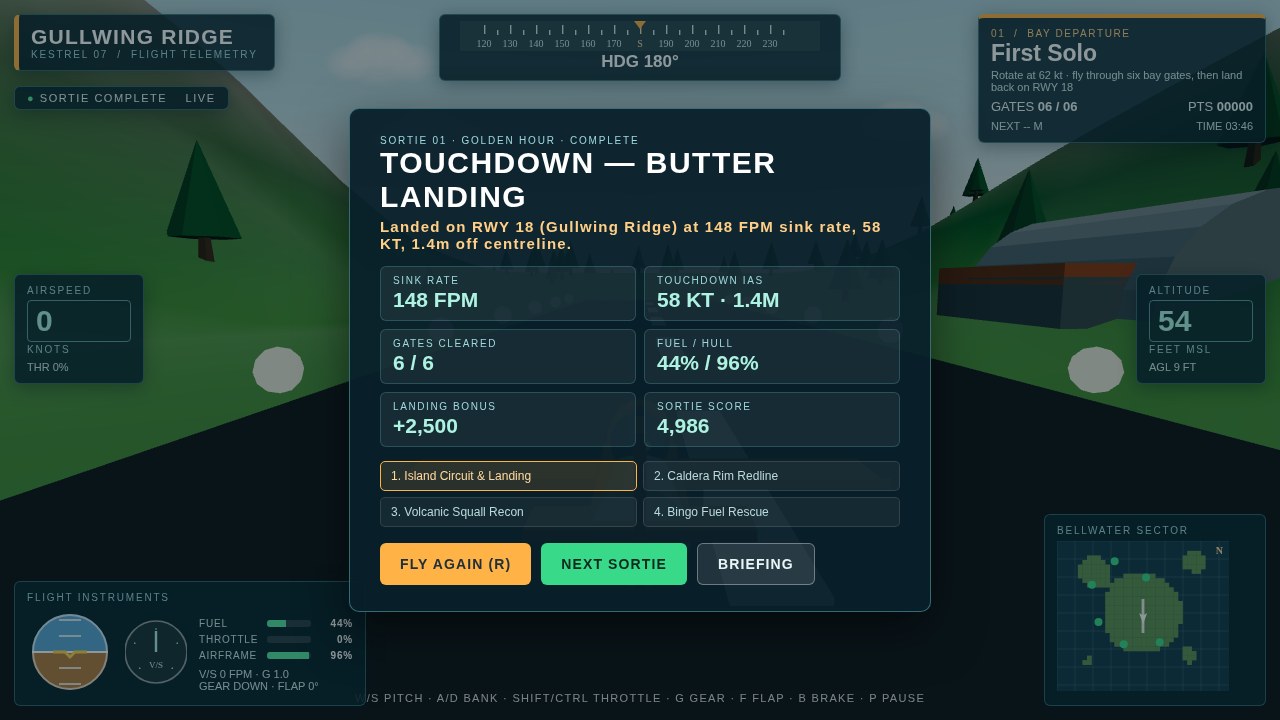 GULLWING RIDGE
KESTREL 07 / FLIGHT TELEMETRY
● SORTIE COMPLETE LIVE
120 130 140 150 160 170 S 190 200 210 220 230
HDG 180°
01 / BAY DEPARTURE
First Solo
Rotate at 62 kt · fly through six bay gates, then land
back on RWY 18
GATES 06 / 06 PTS 00000
NEXT -- M TIME 03:46
SORTIE 01 · GOLDEN HOUR · COMPLETE
TOUCHDOWN — BUTTER
LANDING
Landed on RWY 18 (Gullwing Ridge) at 148 FPM sink rate, 58
KT, 1.4m off centreline.
SINK RATE
148 FPM
TOUCHDOWN IAS
58 KT · 1.4M
GATES CLEARED
6 / 6
FUEL / HULL
44% / 96%
LANDING BONUS
+2,500
SORTIE SCORE
4,986
1. Island Circuit & Landing
2. Caldera Rim Redline
3. Volcanic Squall Recon
4. Bingo Fuel Rescue
FLY AGAIN (R)
NEXT SORTIE
BRIEFING
AIRSPEED
0
KNOTS
THR 0%
ALTITUDE
54
FEET MSL
AGL 9 FT
FLIGHT INSTRUMENTS
V/S
FUEL 44%
THROTTLE 0%
AIRFRAME 96%
V/S 0 FPM · G 1.0
GEAR DOWN · FLAP 0°
W/S PITCH · A/D BANK · SHIFT/CTRL THROTTLE · G GEAR · F FLAP · B BRAKE · P PAUSE
BELLWATER SECTOR
N